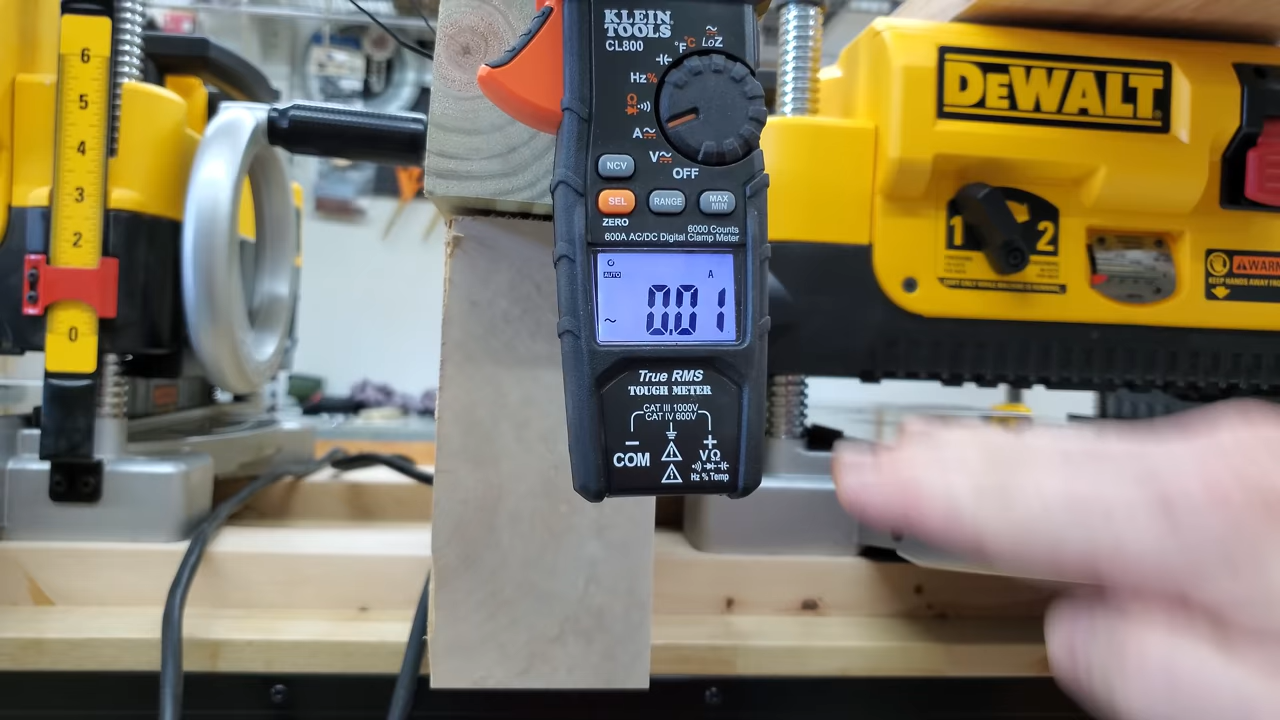 6
5
4
3
2
0
KLEIN
TOOLS
CL800
°F°C
LoZ
Hz%
Ω
A
V
OFF
NCV
SEL
RANGE
MAX
MIN
ZERO
6000 Counts
600A AC/DC Digital Clamp Meter
AUTO
A
0.01
~
True RMS
TOUGH METER
CAT III 1000V
CAT IV 600V
−
+
COM
VΩ
Hz % Temp
DEWALT
1
2
WARN
KEEP HANDS AWAY